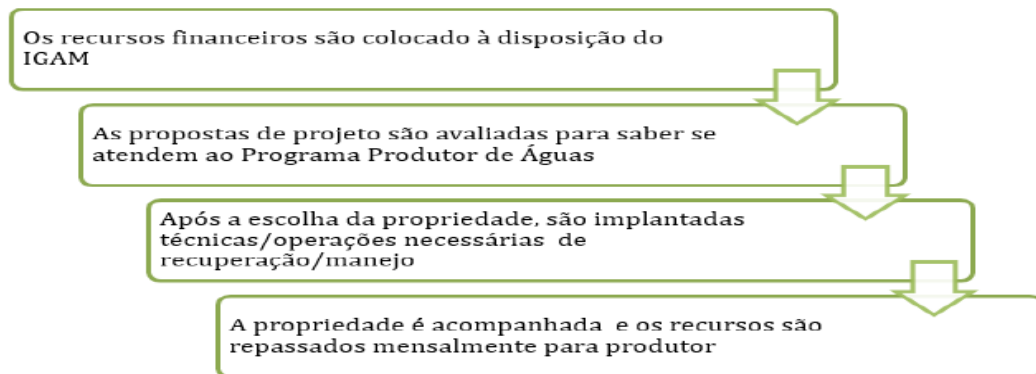 Os recursos financeiros são colocado à disposição do
IGAM
As propostas de projeto são avaliadas para saber se
atendem ao Programa Produtor de Águas
Após a escolha da propriedade, são implantadas
técnicas/operações necessárias de
recuperação/manejo
A propriedade é acompanhada e os recursos são
repassados mensalmente para produtor